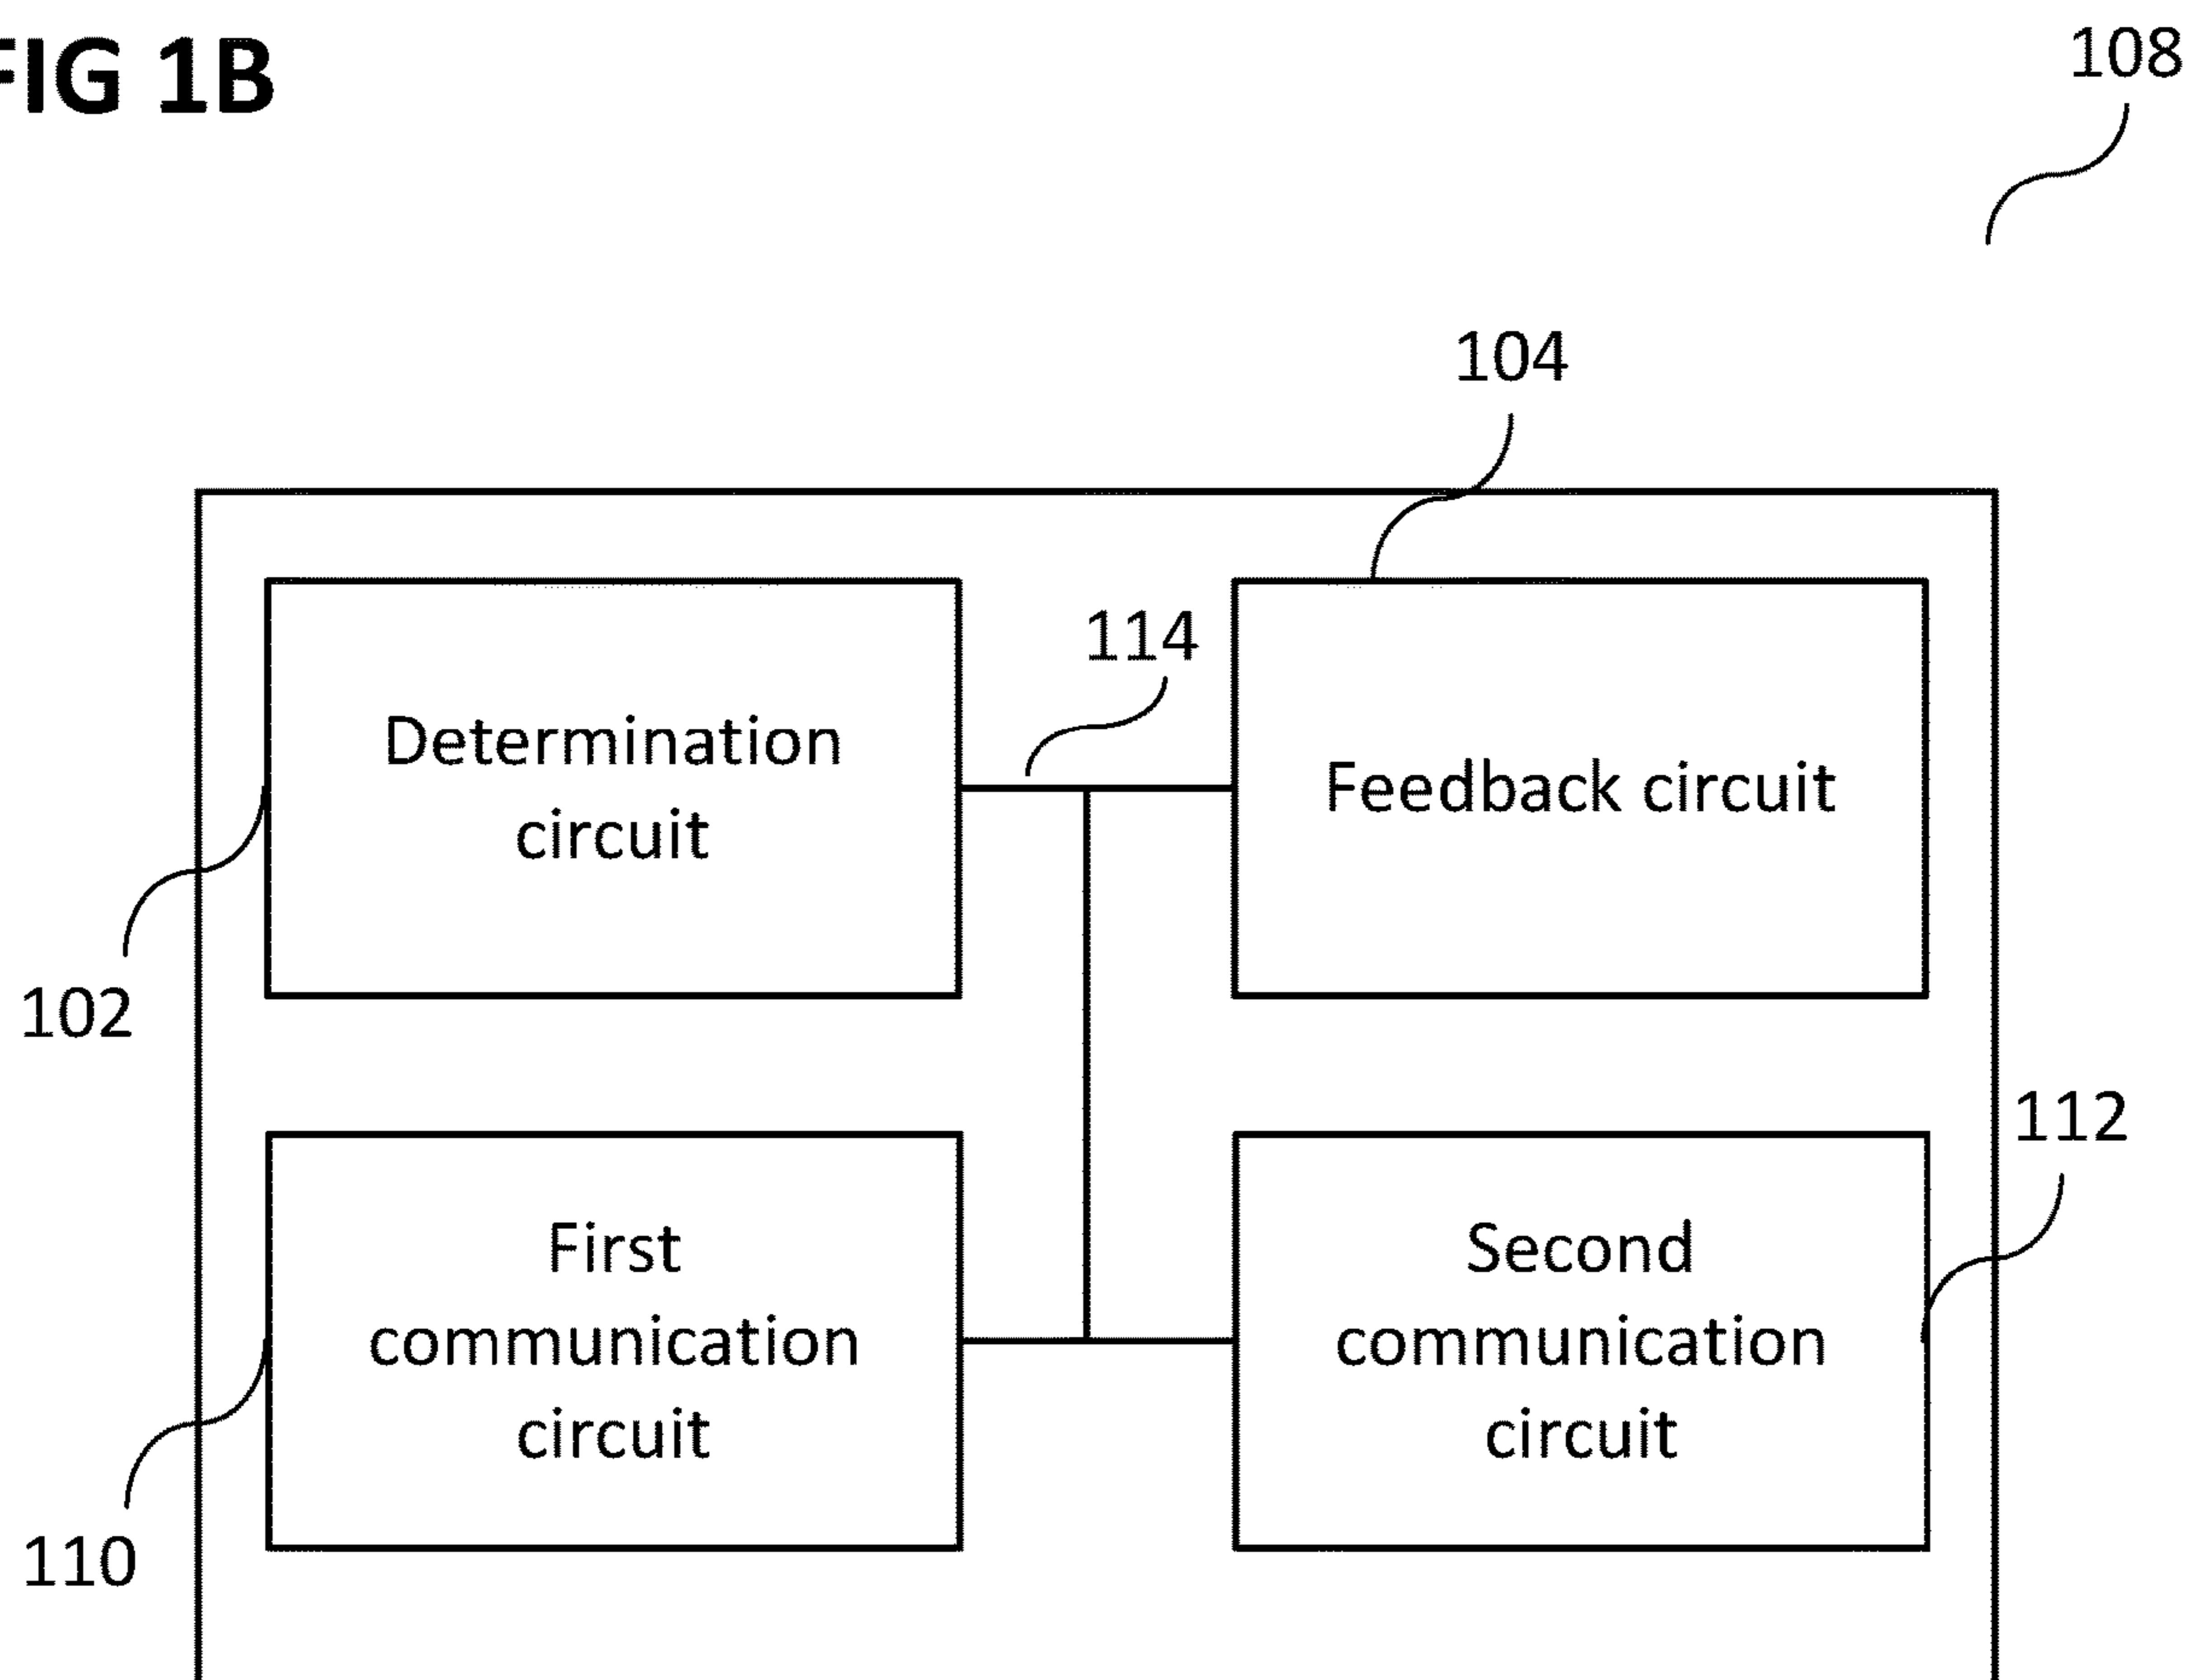 FIG 1B
108
104
114
Determination
circuit
Feedback circuit
102
112
First
communication
circuit
Second
communication
circuit
110